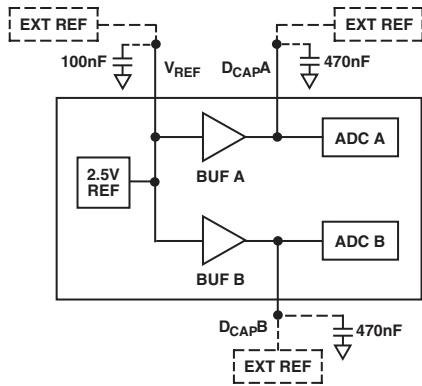 EXT REF
EXT REF
100nF
VREF
DCAPA
470nF
BUF A
ADC A
2.5V
REF
BUF B
ADC B
DCAPB
470nF
EXT REF